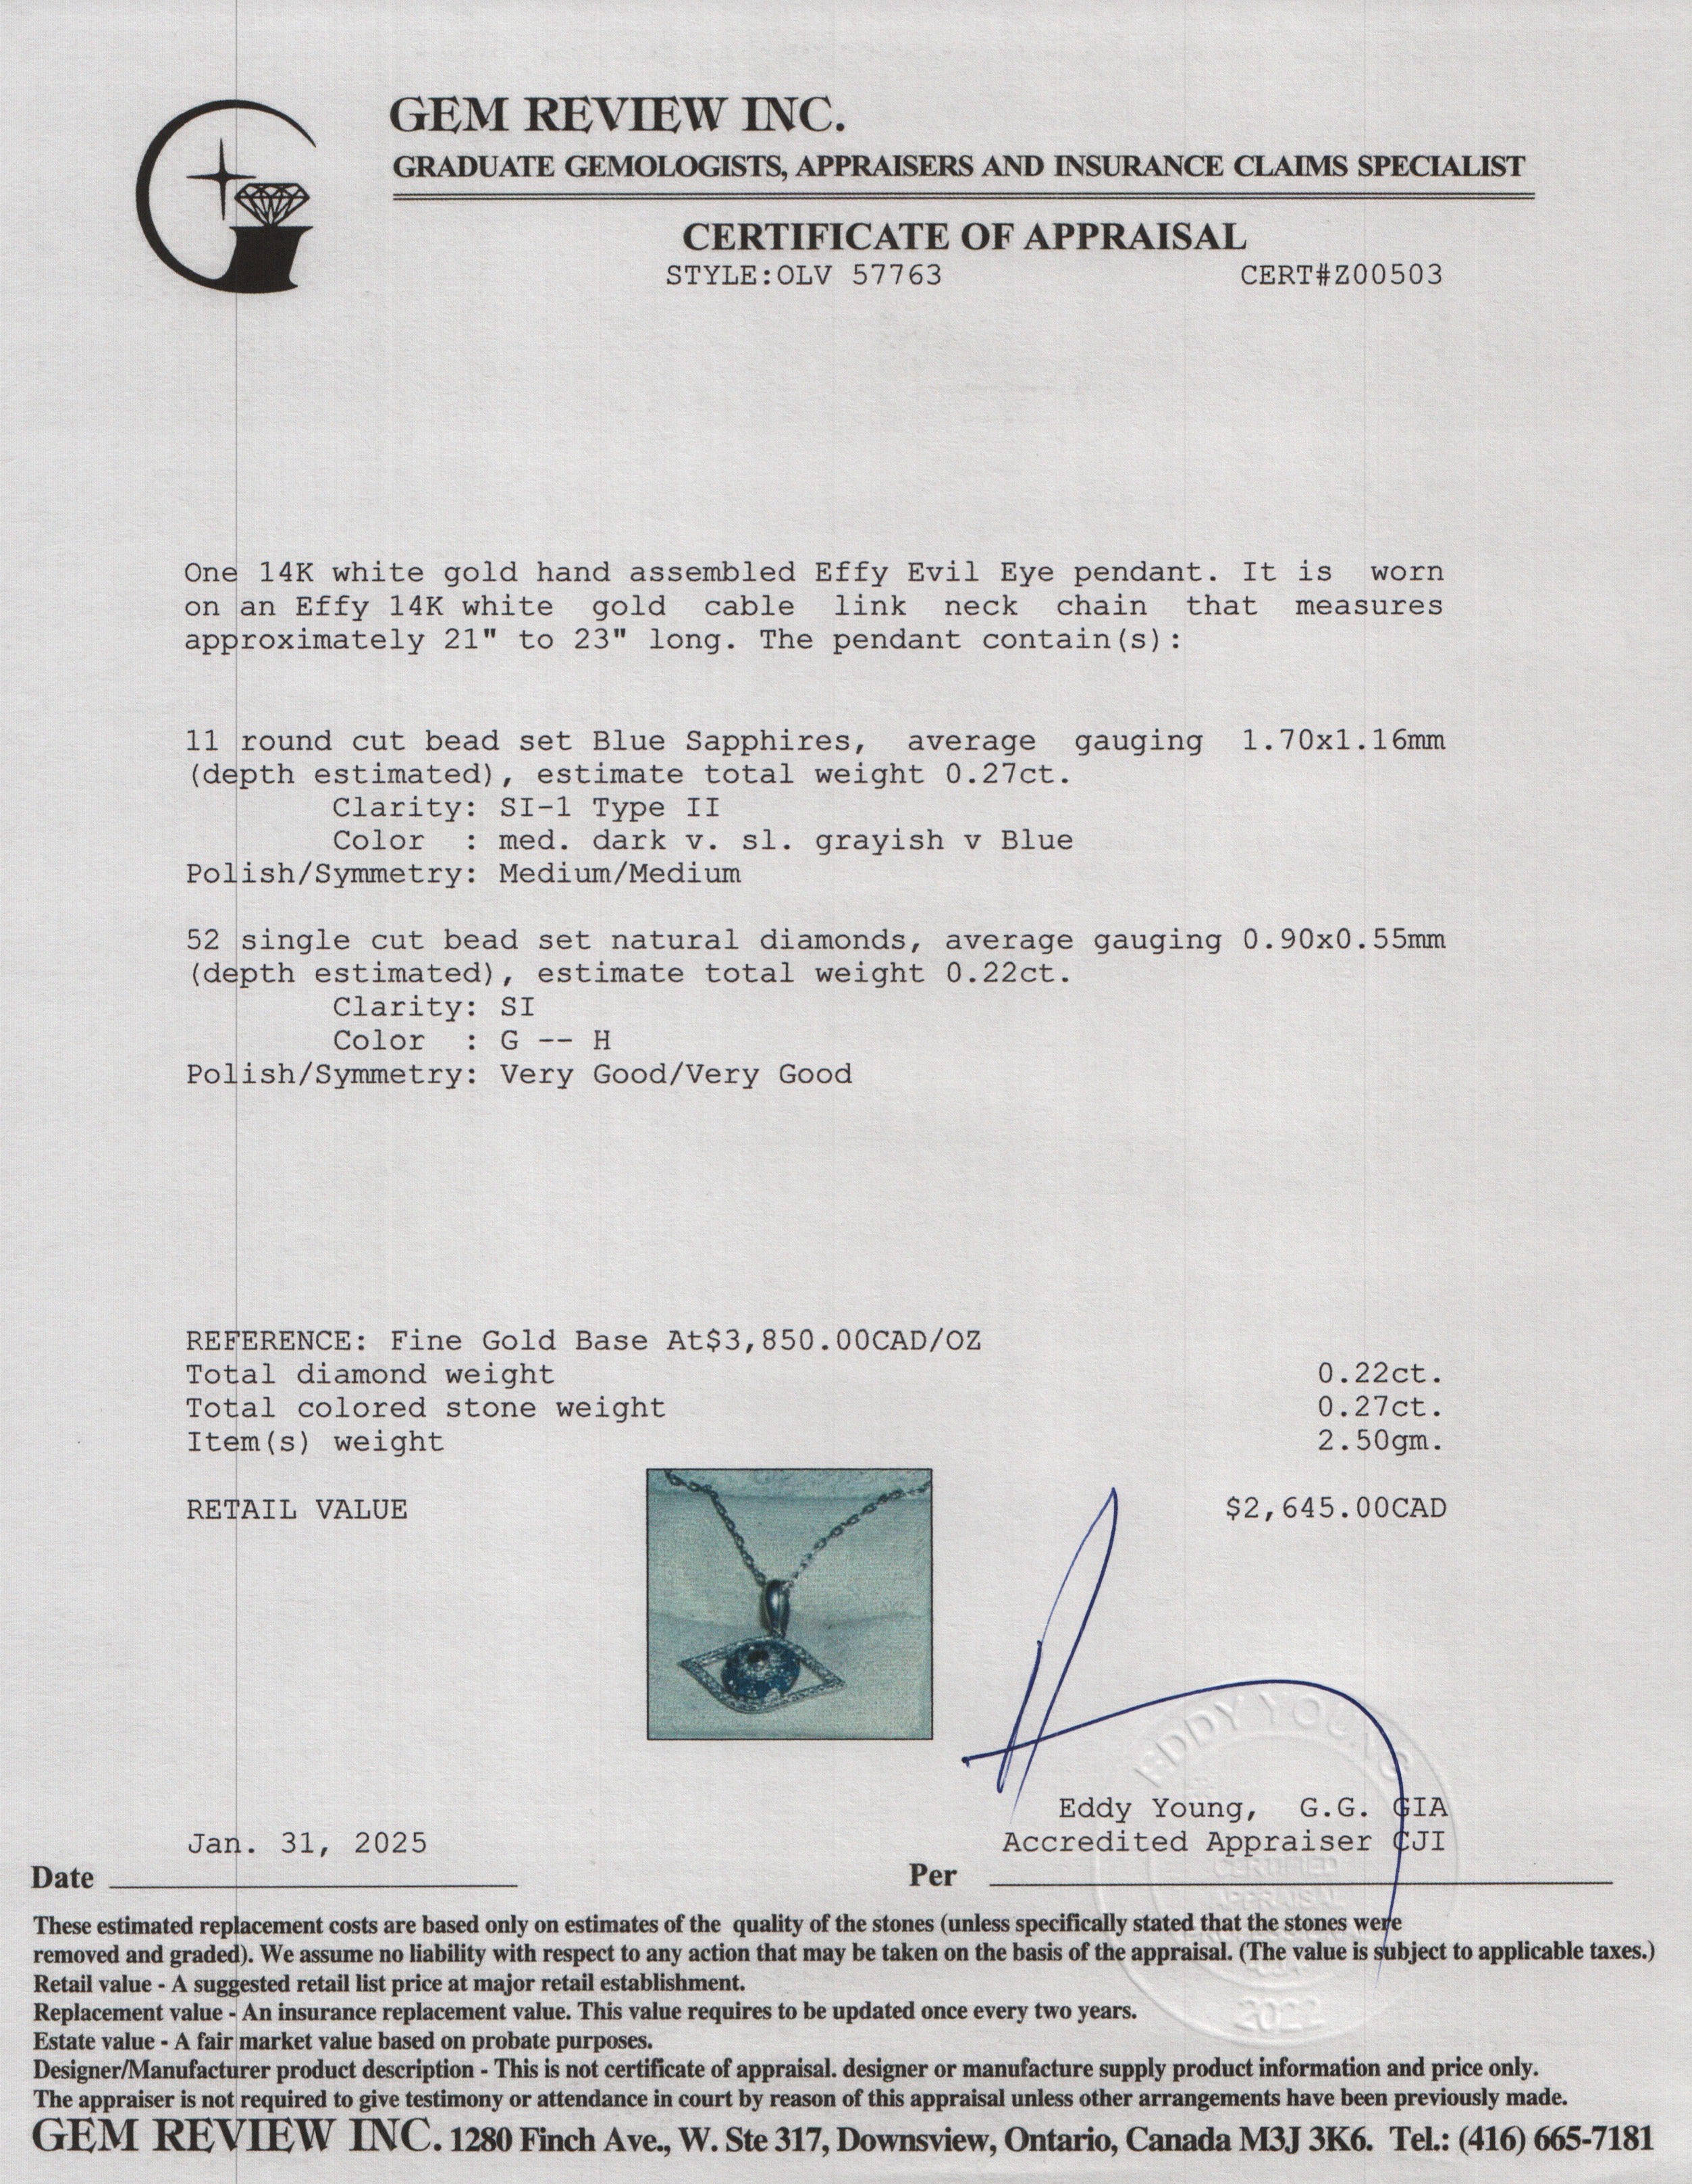 GEM REVIEW INC.
GRADUATE GEMOLOGISTS, APPRAISERS AND INSURANCE CLAIMS SPECIALIST
CERTIFICATE OF APPRAISAL
STYLE:OLV 57763 CERT#Z00503
One 14K white gold hand assembled Effy Evil Eye pendant. It is worn
on an Effy 14K white gold cable link neck chain that measures
approximately 21" to 23" long. The pendant contain(s):
11 round cut bead set Blue Sapphires, average gauging 1.70x1.16mm
(depth estimated), estimate total weight 0.27ct.
Clarity: SI-1 Type II
Color : med. dark v. sl. grayish v Blue
Polish/Symmetry: Medium/Medium
52 single cut bead set natural diamonds, average gauging 0.90x0.55mm
(depth estimated), estimate total weight 0.22ct.
Clarity: SI
Color : G -- H
Polish/Symmetry: Very Good/Very Good
REFERENCE: Fine Gold Base At$3,850.00CAD/OZ
Total diamond weight 0.22ct.
Total colored stone weight 0.27ct.
Item(s) weight 2.50gm.
RETAIL VALUE $2,645.00CAD
EDDY YOUNG
Eddy Young, G.G. GIA
Jan. 31, 2025 Accredited Appraiser CJI
Date Per
CERTIFIED
APPRAISAL
2022
These estimated replacement costs are based only on estimates of the quality of the stones (unless specifically stated that the stones were
removed and graded). We assume no liability with respect to any action that may be taken on the basis of the appraisal. (The value is subject to applicable taxes.)
Retail value - A suggested retail list price at major retail establishment.
Replacement value - An insurance replacement value. This value requires to be updated once every two years.
Estate value - A fair market value based on probate purposes.
Designer/Manufacturer product description - This is not certificate of appraisal. designer or manufacture supply product information and price only.
The appraiser is not required to give testimony or attendance in court by reason of this appraisal unless other arrangements have been previously made.
GEM REVIEW INC. 1280 Finch Ave., W. Ste 317, Downsview, Ontario, Canada M3J 3K6. Tel.: (416) 665-7181